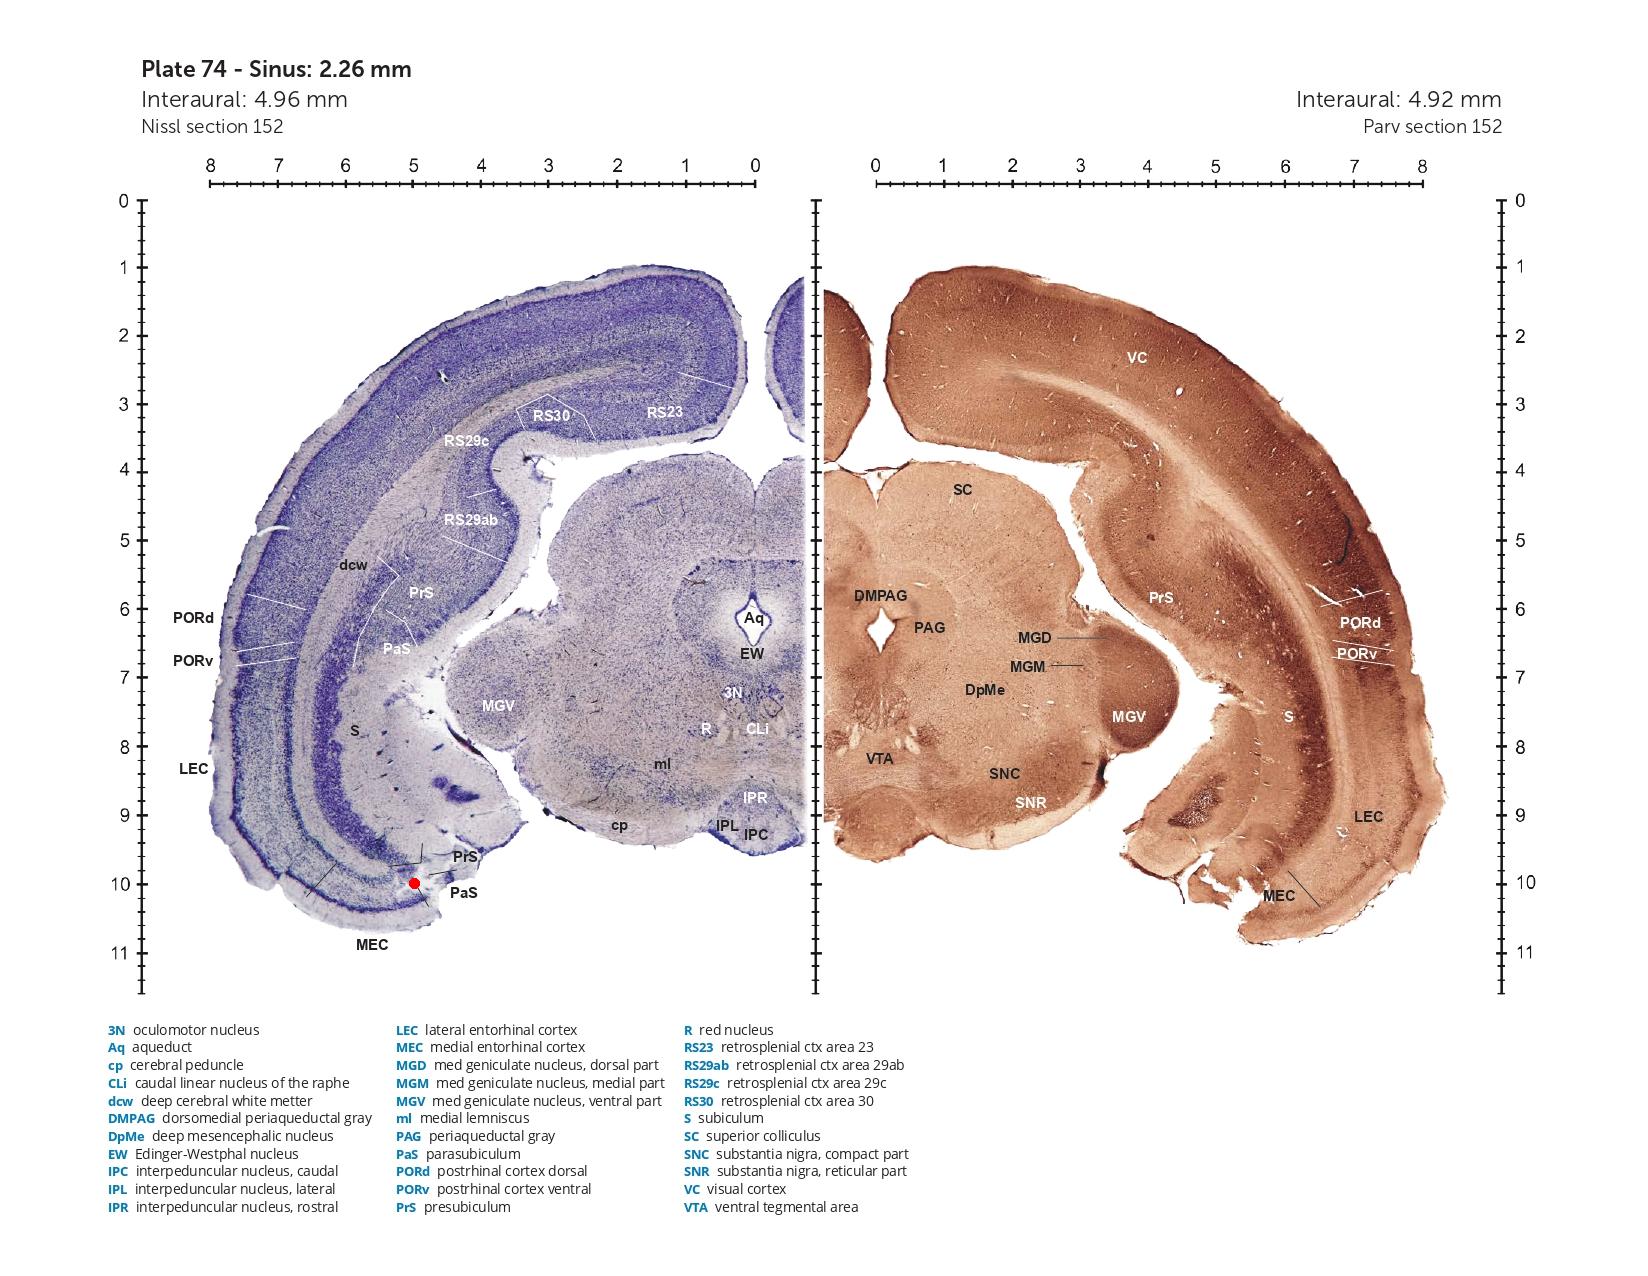 Plate 74 - Sinus: 2.26 mm
Interaural: 4.96 mm
Nissl section 152
Interaural: 4.92 mm
Parv section 152
8 7 6 5 4 3 2 1 0
0 1 2 3 4 5 6 7 8
0
1
2
3
4
5
6
7
8
9
10
11
RS30
RS23
RS29c
RS29ab
dcw
PrS
PORd
PaS
PORv
Aq
EW
3N
MGV
S
R
CLi
LEC
ml
IPR
cp
IPL
IPC
PrS
PaS
MEC
VC
SC
DMPAG
PrS
PAG
PORd
MGD
PORv
MGM
DpMe
MGV
S
VTA
SNC
SNR
LEC
MEC
0
1
2
3
4
5
6
7
8
9
10
11
3N oculomotor nucleus
Aq aqueduct
cp cerebral peduncle
CLi caudal linear nucleus of the raphe
dcw deep cerebral white metter
DMPAG dorsomedial periaqueductal gray
DpMe deep mesencephalic nucleus
EW Edinger-Westphal nucleus
IPC interpeduncular nucleus, caudal
IPL interpeduncular nucleus, lateral
IPR interpeduncular nucleus, rostral
LEC lateral entorhinal cortex
MEC medial entorhinal cortex
MGD med geniculate nucleus, dorsal part
MGM med geniculate nucleus, medial part
MGV med geniculate nucleus, ventral part
ml medial lemniscus
PAG periaqueductal gray
PaS parasubiculum
PORd postrhinal cortex dorsal
PORv postrhinal cortex ventral
PrS presubiculum
R red nucleus
RS23 retrosplenial ctx area 23
RS29ab retrosplenial ctx area 29ab
RS29c retrosplenial ctx area 29c
RS30 retrosplenial ctx area 30
S subiculum
SC superior colliculus
SNC substantia nigra, compact part
SNR substantia nigra, reticular part
VC visual cortex
VTA ventral tegmental area